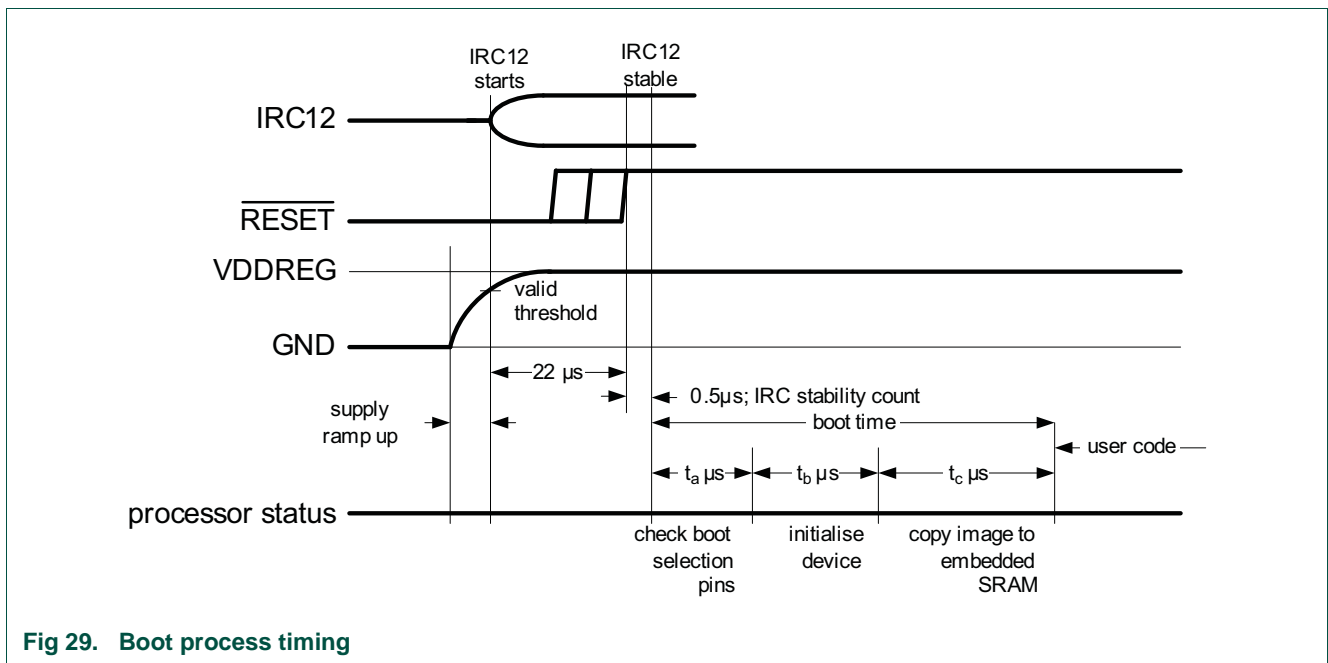 IRC12
starts
IRC12
stable
IRC12
RESET
VDDREG
valid
threshold
GND
22 µs
0.5µs; IRC stability count
supply
ramp up
boot time
user code
ta µs
tb µs
tc µs
processor status
check boot
selection
pins
initialise
device
copy image to
embedded
SRAM
Fig 29. Boot process timing